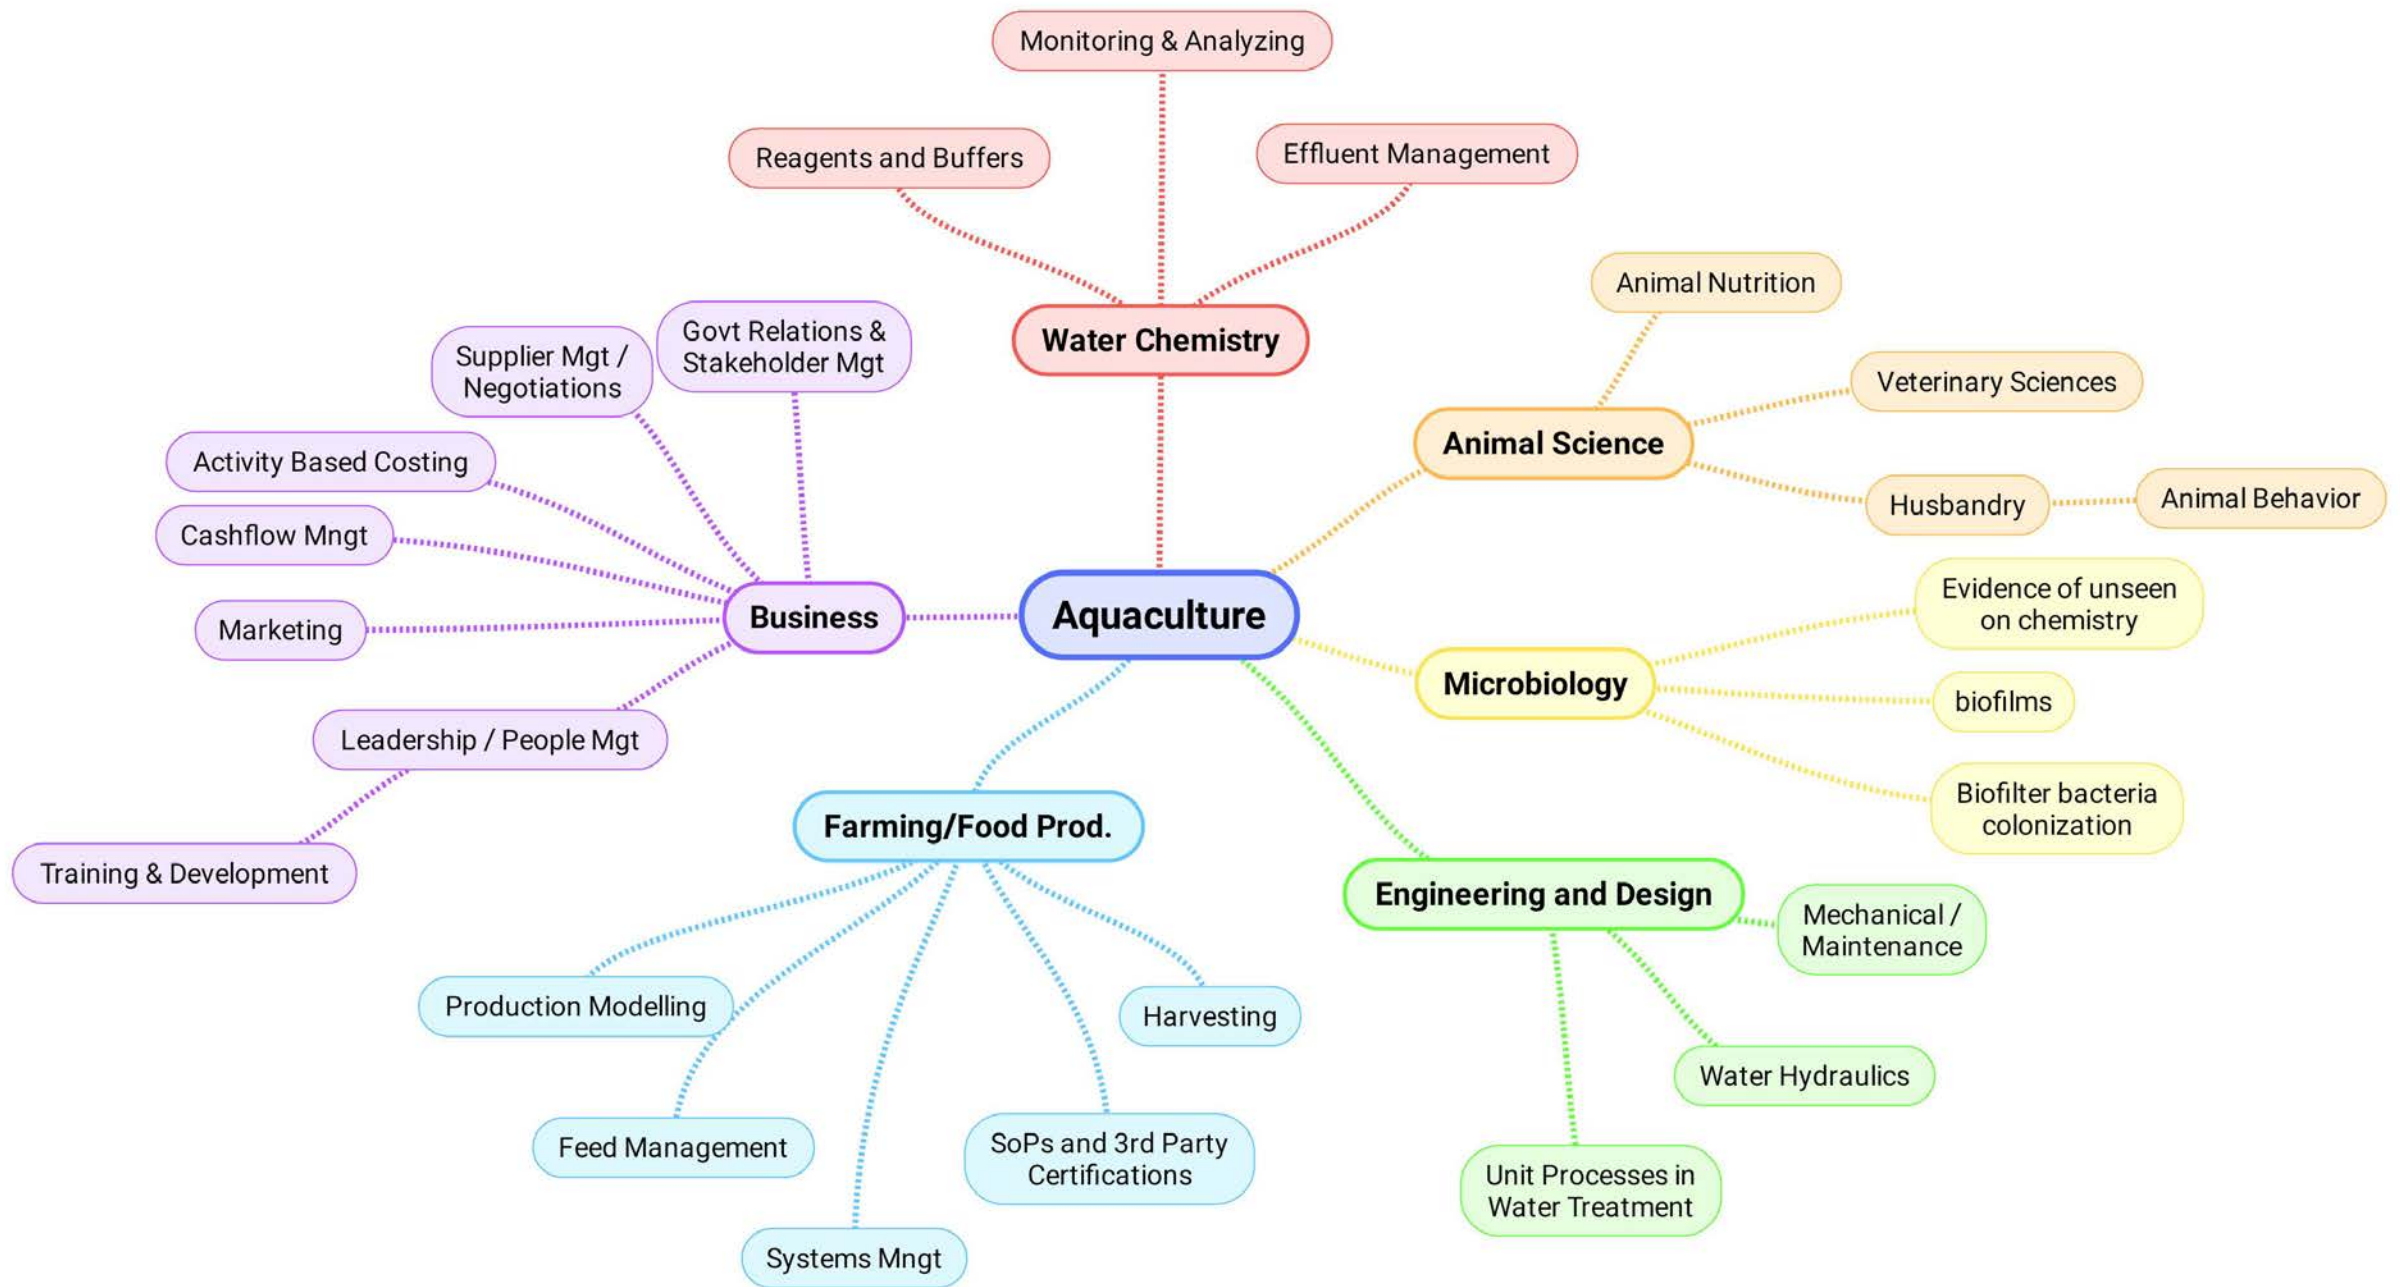 Monitoring & Analyzing
Reagents and Buffers
Effluent Management
Water Chemistry
Animal Nutrition
Veterinary Sciences
Animal Science
Husbandry
Animal Behavior
Govt Relations &
Stakeholder Mgt
Supplier Mgt /
Negotiations
Activity Based Costing
Cashflow Mngt
Marketing
Business
Leadership / People Mgt
Training & Development
Aquaculture
Evidence of unseen
on chemistry
Microbiology
biofilms
Biofilter bacteria
colonization
Farming/Food Prod.
Production Modelling
Feed Management
Systems Mngt
SoPs and 3rd Party
Certifications
Harvesting
Engineering and Design
Mechanical /
Maintenance
Water Hydraulics
Unit Processes in
Water Treatment